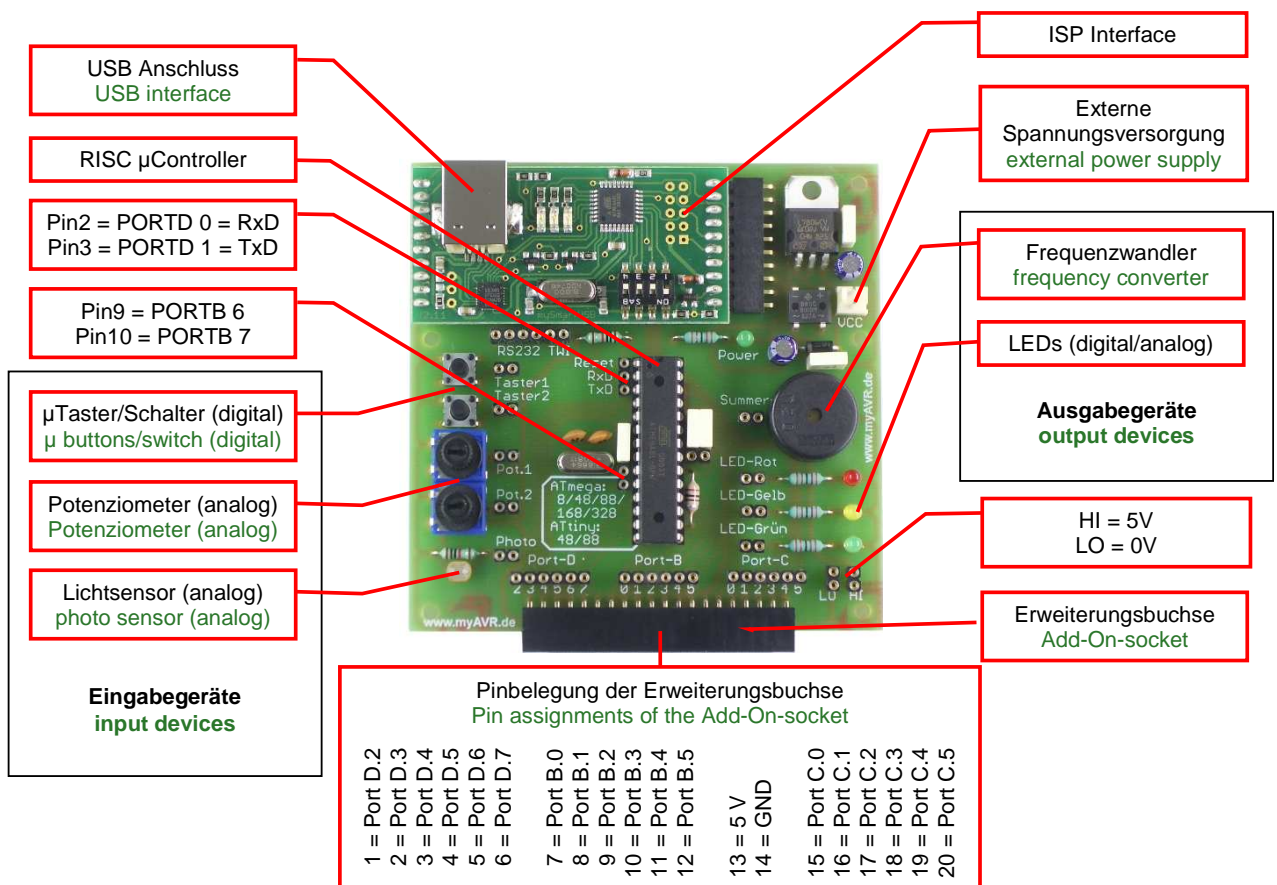 USB Anschluss
USB interface
RISC µController
Pin2 = PORTD 0 = RxD
Pin3 = PORTD 1 = TxD
Pin9 = PORTB 6
Pin10 = PORTB 7
µTaster/Schalter (digital)
µ buttons/switch (digital)
Potenziometer (analog)
Potenziometer (analog)
Lichtsensor (analog)
photo sensor (analog)
Eingabegeräte
input devices
ISP Interface
Externe
Spannungsversorgung
external power supply
Frequenzwandler
frequency converter
LEDs (digital/analog)
Ausgabegeräte
output devices
HI = 5V
LO = 0V
Erweiterungsbuchse
Add-On-socket
mySmartUSB
4 3 2 1
ON
VCC
RS232 TWI
Power
Reset
RxD
TxD
Taster1
Taster2
Summer
www.myAVR.de
Pot.1
Pot.2
ATmega:
8/48/88/
168/328
ATtiny:
48/88
LED-Rot
LED-Gelb
LED-Grün
Photo
Port-D
Port-B
Port-C
2 3 4 5 6 7
0 1 2 3 4 5
0 1 2 3 4 5
LO HI
www.myAVR.de
Pinbelegung der Erweiterungsbuchse
Pin assignments of the Add-On-socket
1 = Port D.2
2 = Port D.3
3 = Port D.4
4 = Port D.5
5 = Port D.6
6 = Port D.7
7 = Port B.0
8 = Port B.1
9 = Port B.2
10 = Port B.3
11 = Port B.4
12 = Port B.5
13 = 5 V
14 = GND
15 = Port C.0
16 = Port C.1
17 = Port C.2
18 = Port C.3
19 = Port C.4
20 = Port C.5